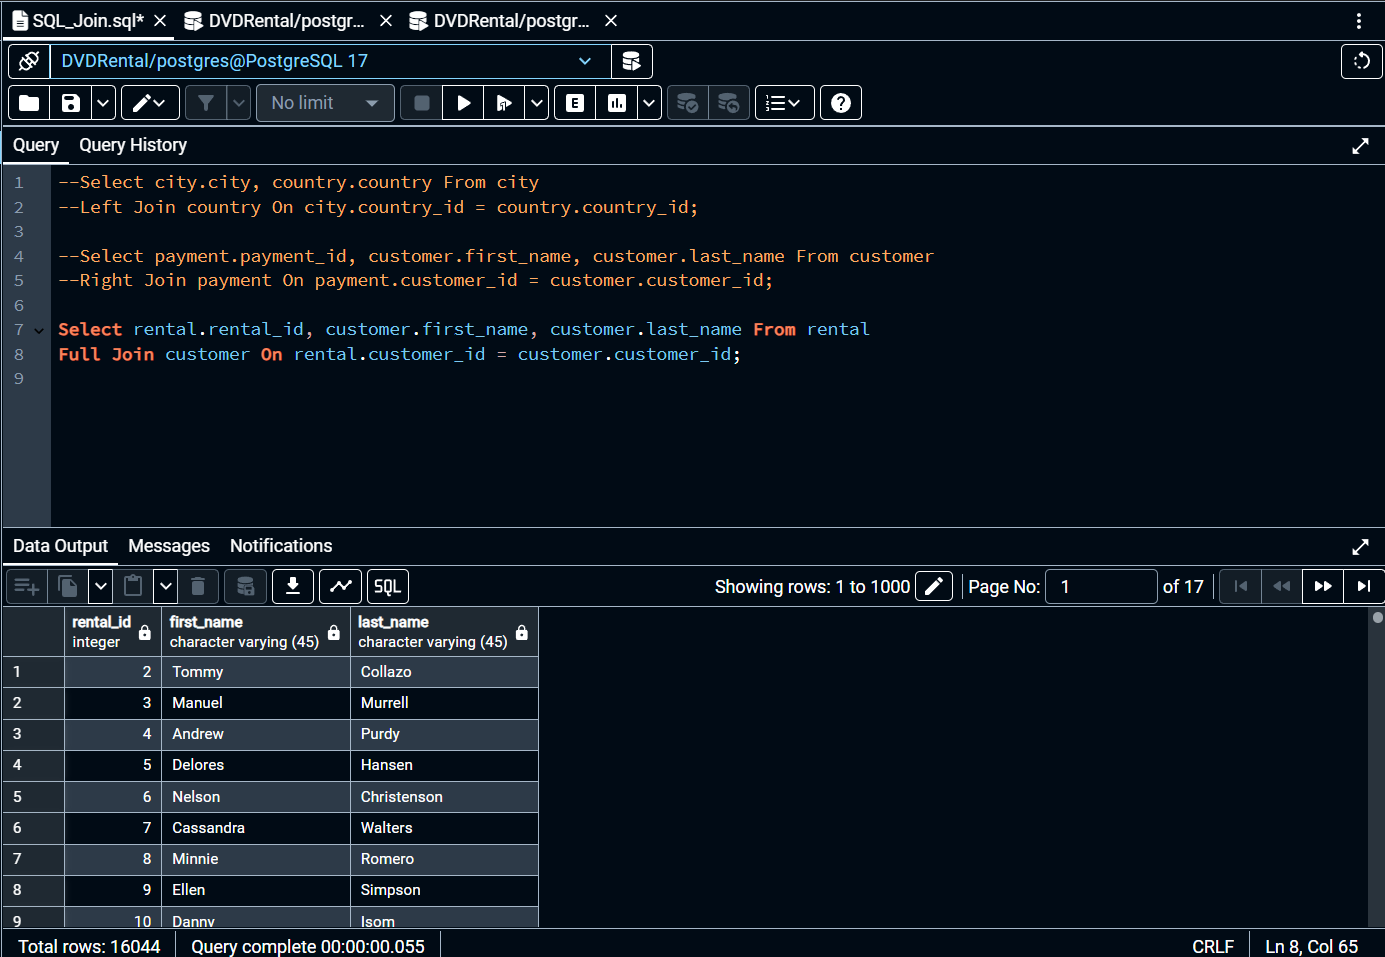 SQL_Join.sql* DVDRental/postgr... DVDRental/postgr...
DVDRental/postgres@PostgreSQL 17
No limit E SQL
Query Query History
1 --Select city.city, country.country From city
2 --Left Join country On city.country_id = country.country_id;
3
4 --Select payment.payment_id, customer.first_name, customer.last_name From customer
5 --Right Join payment On payment.customer_id = customer.customer_id;
6
7 Select rental.rental_id, customer.first_name, customer.last_name From rental
8 Full Join customer On rental.customer_id = customer.customer_id;
9
Data Output Messages Notifications
SQL Showing rows: 1 to 1000 Page No: 1 of 17
rental_id first_name last_name
integer character varying (45) character varying (45)
1 2 Tommy Collazo
2 3 Manuel Murrell
3 4 Andrew Purdy
4 5 Delores Hansen
5 6 Nelson Christenson
6 7 Cassandra Walters
7 8 Minnie Romero
8 9 Ellen Simpson
9 10 Danny Isom
Total rows: 16044 Query complete 00:00:00.055 CRLF Ln 8, Col 65